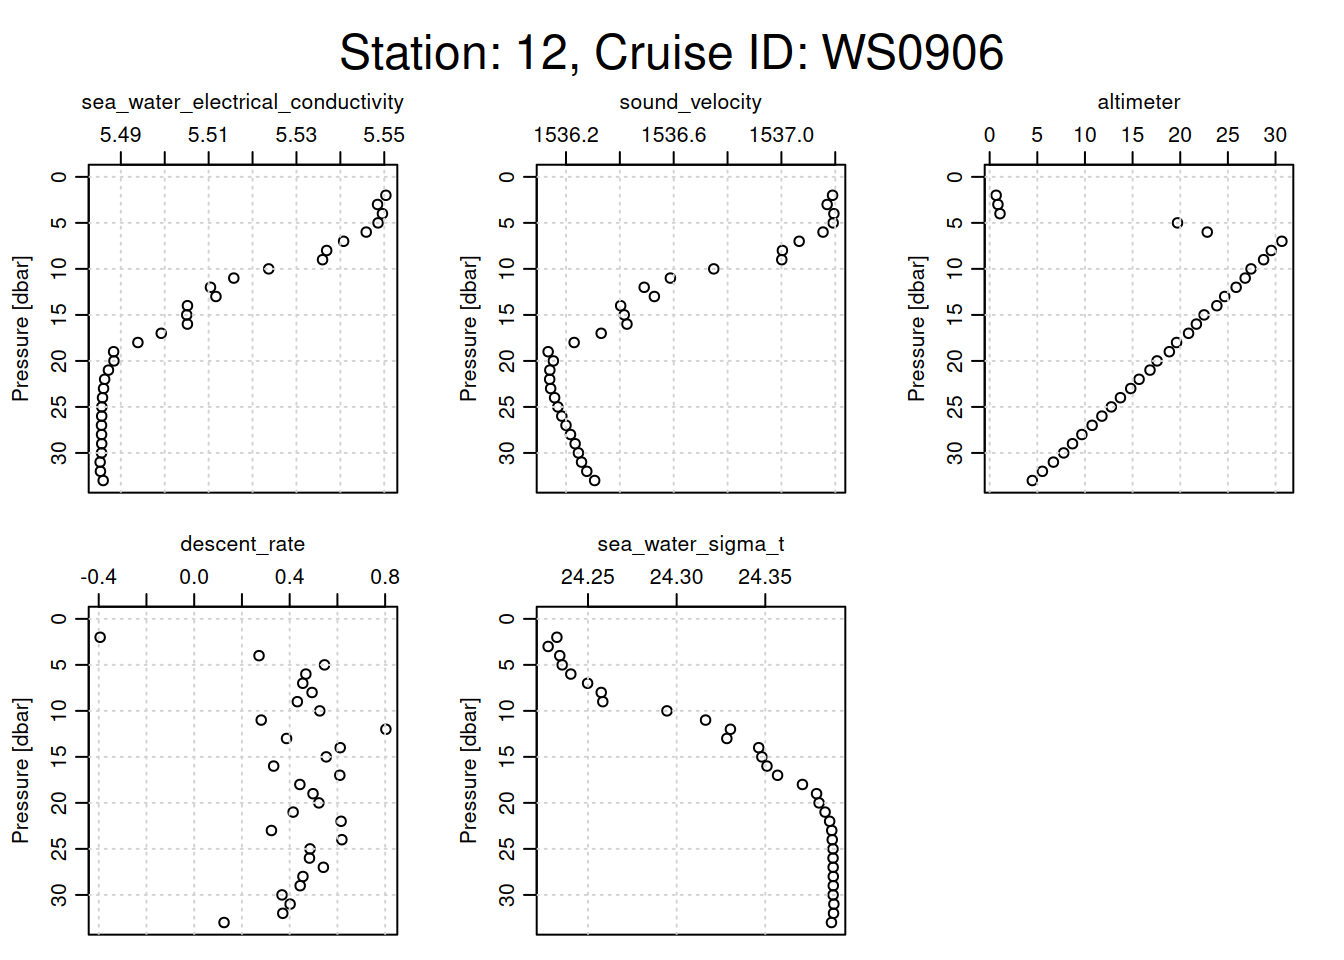 Station: 12, Cruise ID: WS0906
sea_water_electrical_conductivity
5.49 5.51 5.53 5.55
Pressure [dbar]
0 5 10 15 20 25 30
sound_velocity
1536.2 1536.6 1537.0
Pressure [dbar]
0 5 10 15 20 25 30
altimeter
0 5 10 15 20 25 30
Pressure [dbar]
0 5 10 15 20 25 30
descent_rate
-0.4 0.0 0.4 0.8
Pressure [dbar]
0 5 10 15 20 25 30
sea_water_sigma_t
24.25 24.30 24.35
Pressure [dbar]
0 5 10 15 20 25 30